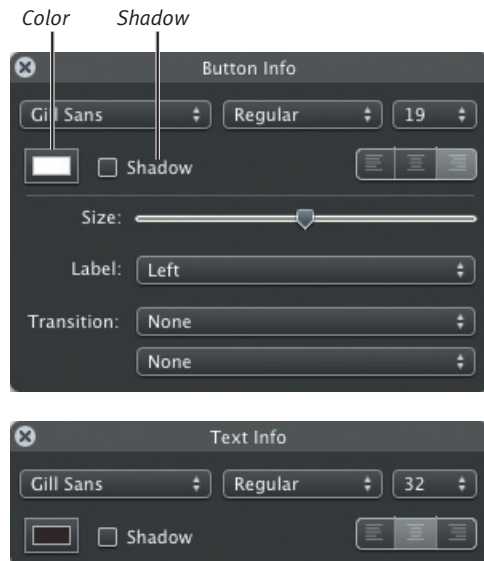 Color Shadow
Button Info
Gill Sans Regular 19
Shadow
Size:
Label: Left
Transition: None
None
Text Info
Gill Sans Regular 32
Shadow